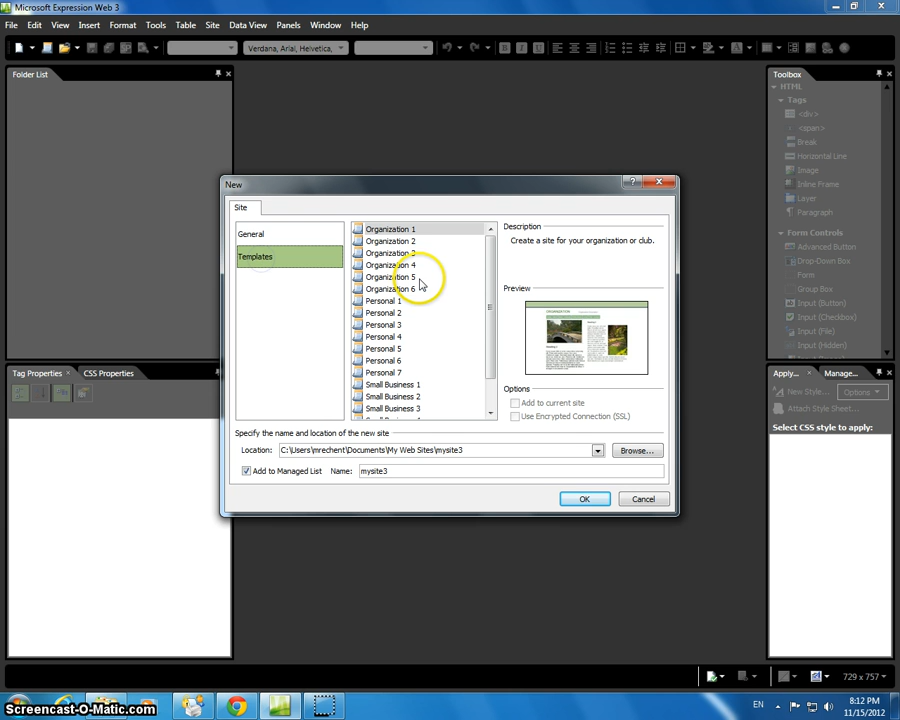 Microsoft Expression Web 3
File Edit View Insert Format Tools Table Site Data View Panels Window Help
Verdana, Arial, Helvetica,
Folder List
Toolbox
HTML
Tags
<div>
<span>
Break
Horizontal Line
Image
Inline Frame
Layer
Paragraph
Form Controls
Advanced Button
Drop-Down Box
Form
Group Box
Input (Button)
Input (Checkbox)
Input (File)
Input (Hidden)
New
Site
General
Templates
Organization 1
Organization 2
Organization 3
Organization 4
Organization 5
Organization 6
Personal 1
Personal 2
Personal 3
Personal 4
Personal 5
Personal 6
Personal 7
Small Business 1
Small Business 2
Small Business 3
Description
Create a site for your organization or club.
Preview
ORGANIZATION
Options
Add to current site
Use Encrypted Connection (SSL)
Specify the name and location of the new site
Location: C:\Users\mrechent\Documents\My Web Sites\mysite3
Browse...
Add to Managed List Name: mysite3
OK Cancel
Tag Properties CSS Properties
Apply... Manage...
New Style... Options
Attach Style Sheet...
Select CSS style to apply:
729 x 757
Screencast-O-Matic.com
EN
8:12 PM
11/15/2012